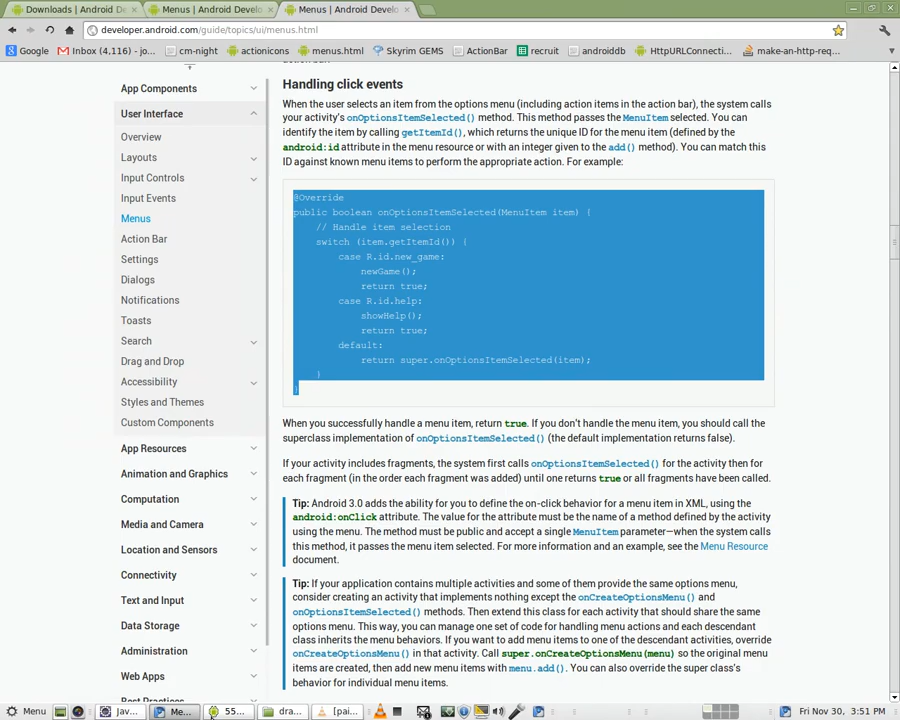 Downloads | Android De
Menus | Android Develo
Menus | Android Develo
developer.android.com/guide/topics/ui/menus.html
Google
Inbox (4,116) - jo...
cm-night
actionicons
menus.html
Skyrim GEMS
ActionBar
recruit
androiddb
HttpURLConnecti...
make-an-http-req...
App Components
User Interface
Overview
Layouts
Input Controls
Input Events
Menus
Action Bar
Settings
Dialogs
Notifications
Toasts
Search
Drag and Drop
Accessibility
Styles and Themes
Custom Components
App Resources
Animation and Graphics
Computation
Media and Camera
Location and Sensors
Connectivity
Text and Input
Data Storage
Administration
Web Apps
Best Practices
Handling click events
When the user selects an item from the options menu (including action items in the action bar), the system calls
your activity's onOptionsItemSelected() method. This method passes the MenuItem selected. You can
identify the item by calling getItemId(), which returns the unique ID for the menu item (defined by the
android:id attribute in the menu resource or with an integer given to the add() method). You can match this
ID against known menu items to perform the appropriate action. For example:
@Override
public boolean onOptionsItemSelected(MenuItem item) {
// Handle item selection
switch (item.getItemId()) {
case R.id.new_game:
newGame();
return true;
case R.id.help:
showHelp();
return true;
default:
return super.onOptionsItemSelected(item);
}
}
When you successfully handle a menu item, return true. If you don't handle the menu item, you should call the
superclass implementation of onOptionsItemSelected() (the default implementation returns false).
If your activity includes fragments, the system first calls onOptionsItemSelected() for the activity then for
each fragment (in the order each fragment was added) until one returns true or all fragments have been called.
Tip: Android 3.0 adds the ability for you to define the on-click behavior for a menu item in XML, using the
android:onClick attribute. The value for the attribute must be the name of a method defined by the activity
using the menu. The method must be public and accept a single MenuItem parameter—when the system calls
this method, it passes the menu item selected. For more information and an example, see the Menu Resource
document.
Tip: If your application contains multiple activities and some of them provide the same options menu,
consider creating an activity that implements nothing except the onCreateOptionsMenu() and
onOptionsItemSelected() methods. Then extend this class for each activity that should share the same
options menu. This way, you can manage one set of code for handling menu actions and each descendant
class inherits the menu behaviors. If you want to add menu items to one of the descendant activities, override
onCreateOptionsMenu() in that activity. Call super.onCreateOptionsMenu(menu) so the original menu
items are created, then add new menu items with menu.add(). You can also override the super class's
behavior for individual menu items.
Menu
Jav...
Me...
55...
dra...
[pai...
Fri Nov 30, 3:51 PM